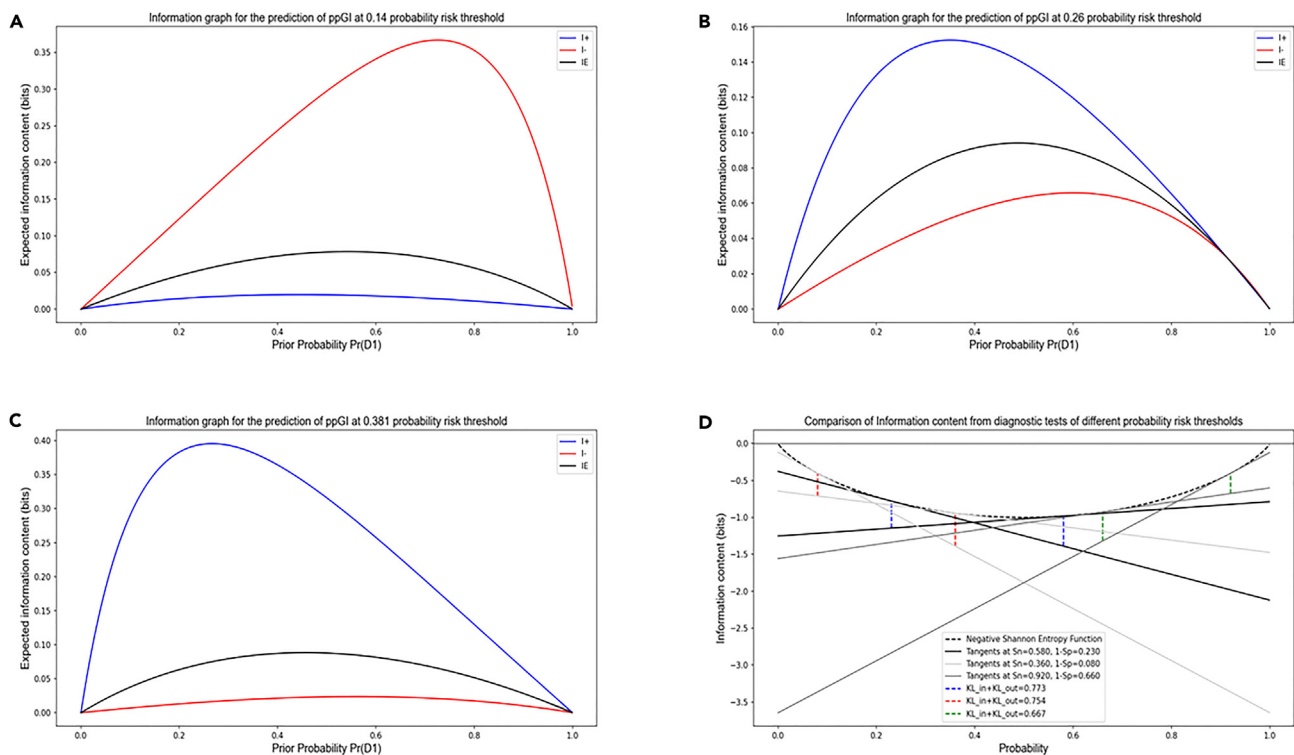 A
Information graph for the prediction of ppGI at 0.14 probability risk threshold
I+
I-
IE
Expected information content (bits)
0.35
0.30
0.25
0.20
0.15
0.10
0.05
0.00
0.0 0.2 0.4 0.6 0.8 1.0
Prior Probability Pr(D1)
B
Information graph for the prediction of ppGI at 0.26 probability risk threshold
I+
I-
IE
Expected information content (bits)
0.16
0.14
0.12
0.10
0.08
0.06
0.04
0.02
0.00
0.0 0.2 0.4 0.6 0.8 1.0
Prior Probability Pr(D1)
C
Information graph for the prediction of ppGI at 0.381 probability risk threshold
I+
I-
IE
Expected information content (bits)
0.40
0.35
0.30
0.25
0.20
0.15
0.10
0.05
0.00
0.0 0.2 0.4 0.6 0.8 1.0
Prior Probability Pr(D1)
D
Comparison of Information content from diagnostic tests of different probability risk thresholds
Information content (bits)
0.0
-0.5
-1.0
-1.5
-2.0
-2.5
-3.0
-3.5
Negative Shannon Entropy Function
Tangents at Sn=0.580, 1-Sp=0.230
Tangents at Sn=0.360, 1-Sp=0.080
Tangents at Sn=0.920, 1-Sp=0.660
KL_in+KL_out=0.773
KL_in+KL_out=0.754
KL_in+KL_out=0.667
0.0 0.2 0.4 0.6 0.8 1.0
Probability